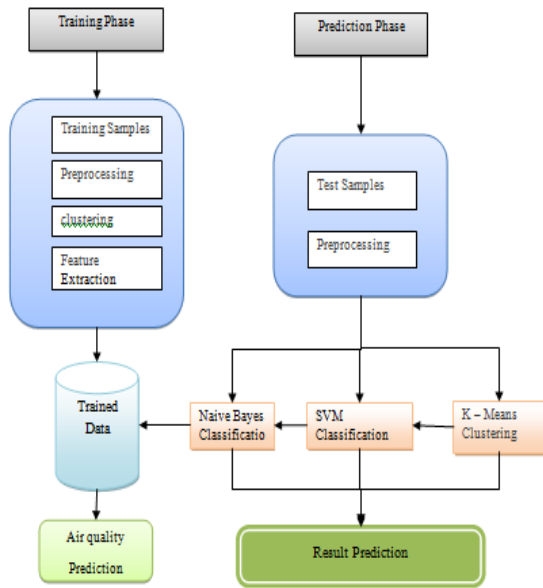 Training Phase
Prediction Phase
Training Samples
Preprocessing
clustering
Feature
Extraction
Test Samples
Preprocessing
Trained
Data
Naive Bayes
Classificatio
SVM
Classification
K – Means
Clustering
Air quality
Prediction
Result Prediction